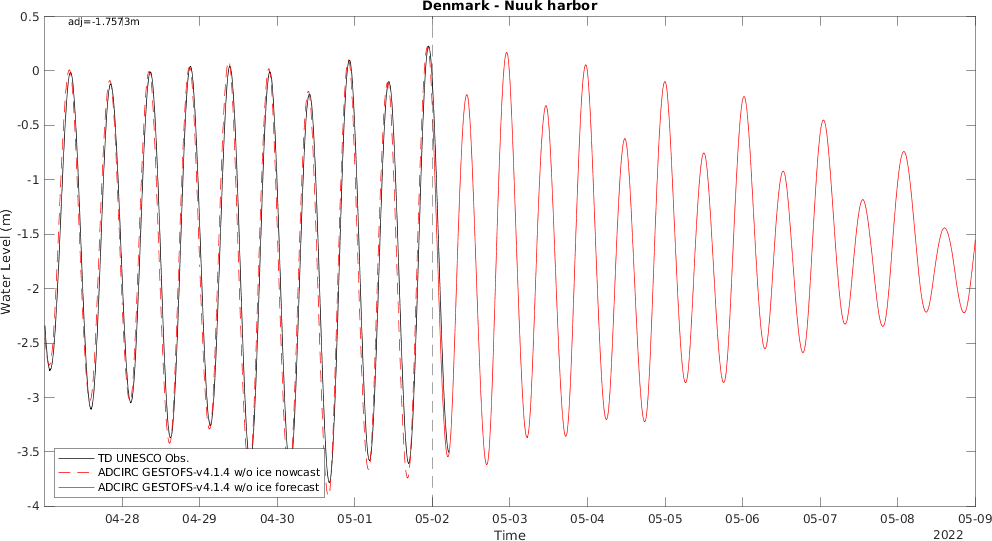 Denmark - Nuuk harbor
adj=-1.7573m
0.5
0
-0.5
-1
-1.5
-2
-2.5
-3
-3.5
-4
Water Level (m)
TD UNESCO Obs.
ADCIRC GESTOFS-v4.1.4 w/o ice nowcast
ADCIRC GESTOFS-v4.1.4 w/o ice forecast
04-28 04-29 04-30 05-01 05-02 05-03 05-04 05-05 05-06 05-07 05-08 05-09
Time
2022